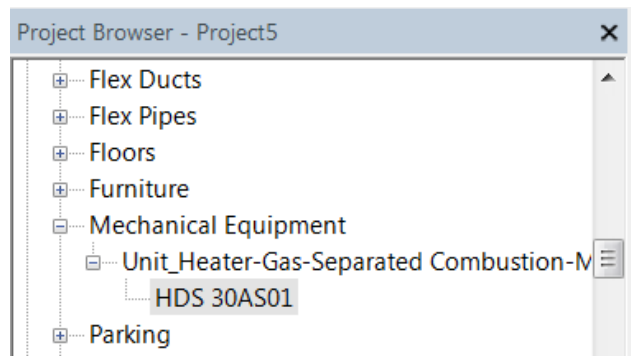 Project Browser - Project5
Flex Ducts
Flex Pipes
Floors
Furniture
Mechanical Equipment
Unit_Heater-Gas-Separated Combustion-M
HDS 30AS01
Parking